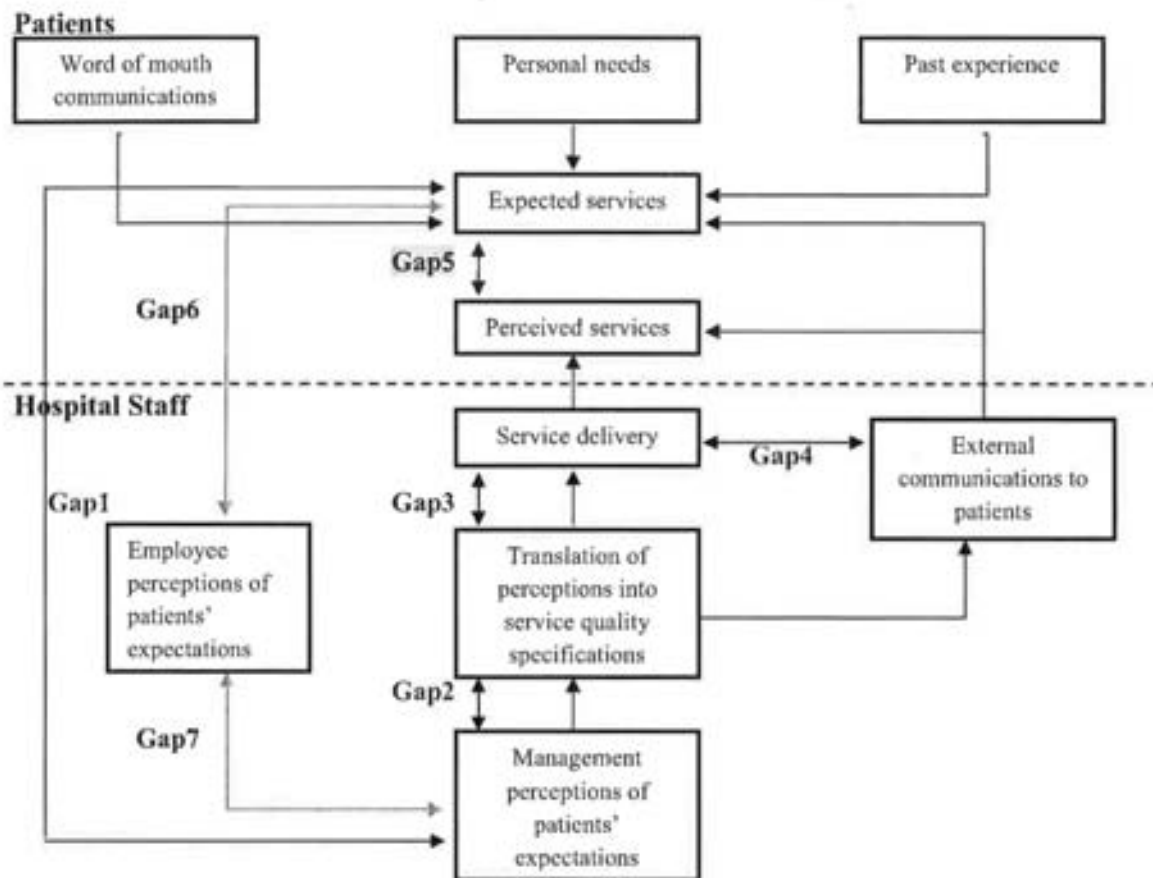 Patients
Word of mouth
communications
Personal needs
Past experience
Expected services
Gap5
Gap6
Perceived services
Hospital Staff
Service delivery
Gap4
External
communications to
patients
Gap3
Gap1
Employee
perceptions of
patients'
expectations
Translation of
perceptions into
service quality
specifications
Gap2
Gap7
Management
perceptions of
patients'
expectations